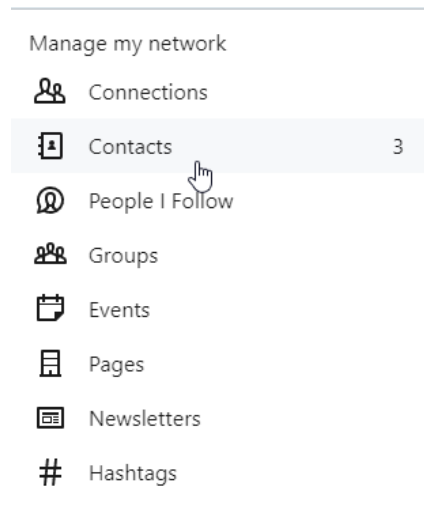 Manage my network
Connections
Contacts 3
People I Follow
Groups
Events
Pages
Newsletters
# Hashtags